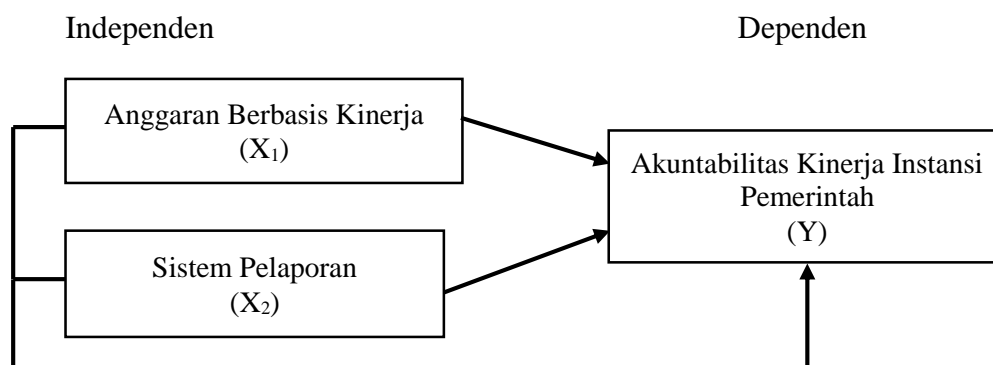 Independen
Dependen
Anggaran Berbasis Kinerja
(X₁)
Akuntabilitas Kinerja Instansi
Pemerintah
(Y)
Sistem Pelaporan
(X₂)